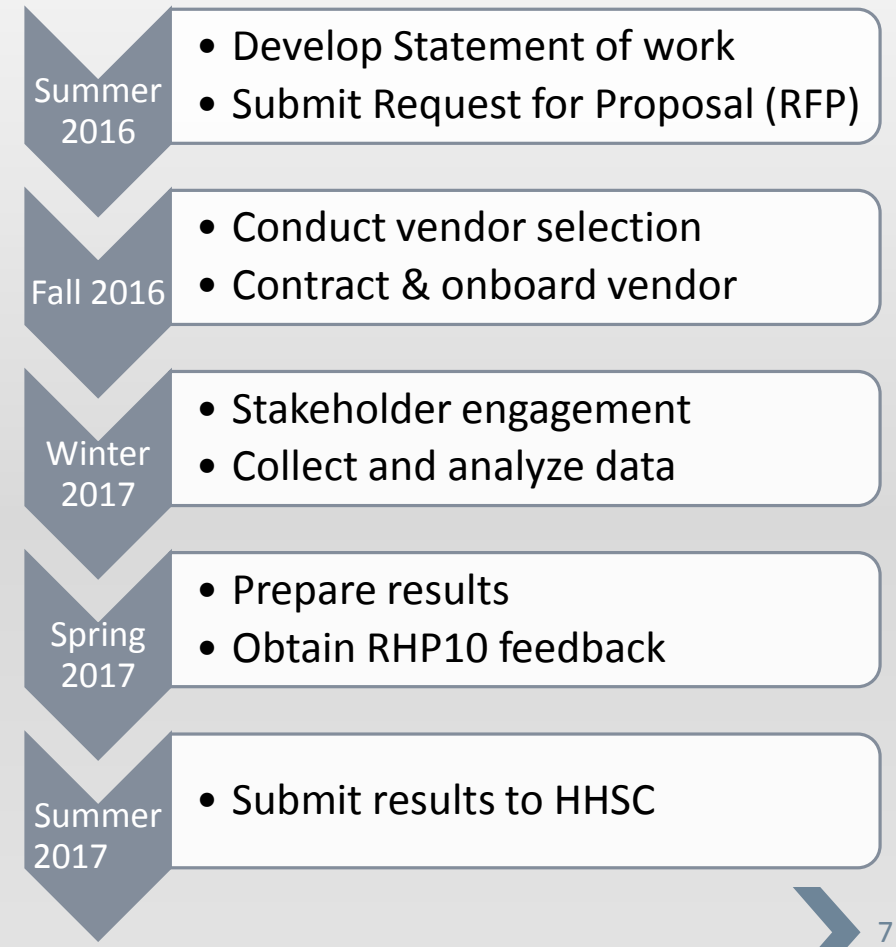 Summer
2016
• Develop Statement of work
• Submit Request for Proposal (RFP)
Fall 2016
• Conduct vendor selection
• Contract & onboard vendor
Winter
2017
• Stakeholder engagement
• Collect and analyze data
Spring
2017
• Prepare results
• Obtain RHP10 feedback
Summer
2017
• Submit results to HHSC
7